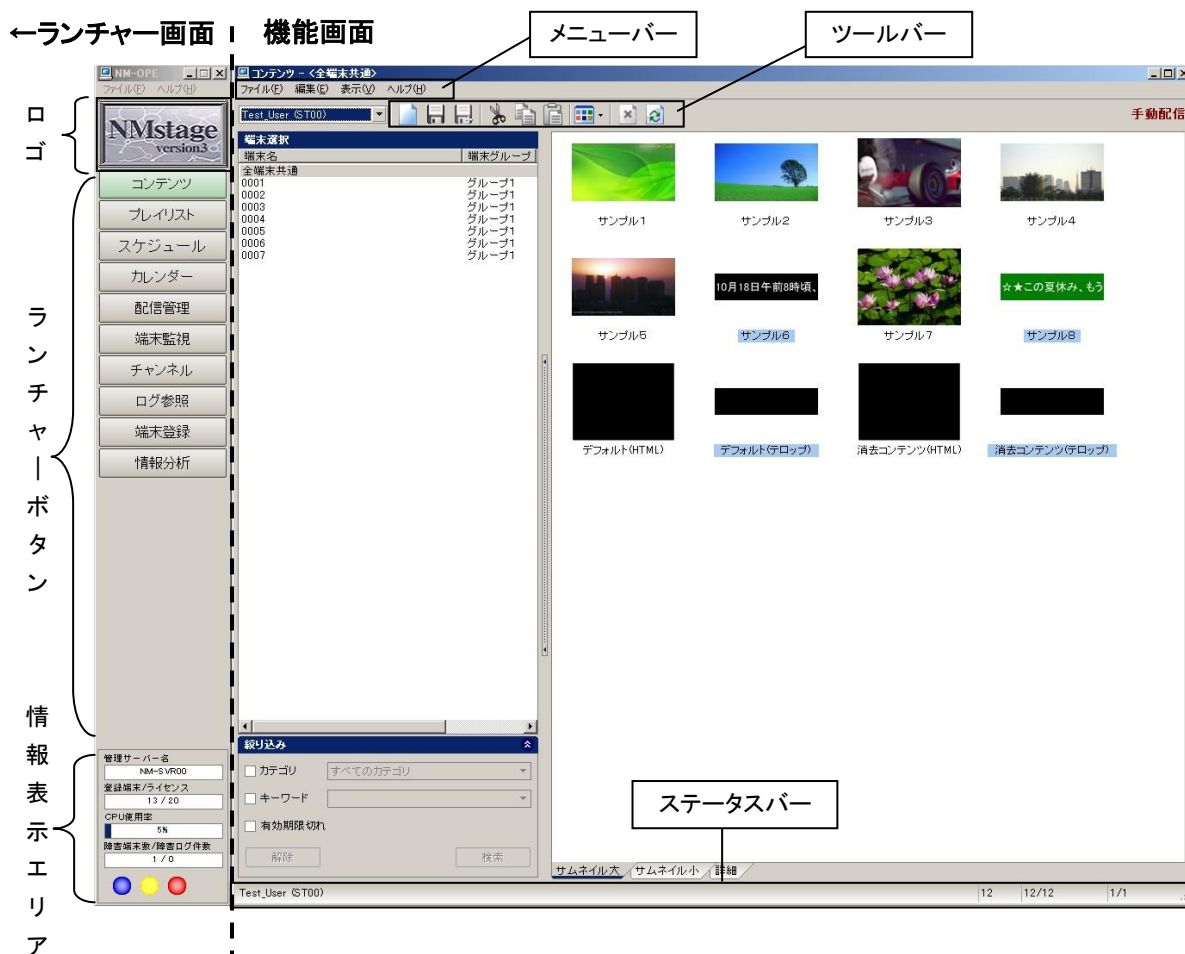 ←ランチャー画面
機能画面
メニューバー
ツールバー
ロゴ
ランチャーボタン
情報表示エリア
NM-OPE
ファイル(F) ヘルプ(H)
NMstage
version3
コンテンツ
プレイリスト
スケジュール
カレンダー
配信管理
端末監視
チャンネル
ログ参照
端末登録
情報分析
管理サーバー名
NM-SVR00
登録端末/ライセンス
13 / 20
CPU使用率
5%
障害端末数/障害ログ件数
1 / 0
コンテンツ - <全端末共通>
ファイル(F) 編集(E) 表示(V) ヘルプ(H)
Test_User (ST00)
手動配信
端末選択
端末名 端末グループ
全端末共通
0001 グループ1
0002 グループ1
0003 グループ1
0004 グループ1
0005 グループ1
0006 グループ1
0007 グループ1
絞り込み
カテゴリ すべてのカテゴリ
キーワード
有効期限切れ
解除 検索
サンプル1 サンプル2 サンプル3 サンプル4
10月18日午前8時頃、
☆★この夏休み、もう
サンプル5 サンプル6 サンプル7 サンプル8
デフォルト(HTML) デフォルト(テロップ) 消去コンテンツ(HTML) 消去コンテンツ(テロップ)
ステータスバー
サムネイル大 サムネイル小 詳細
Test_User (ST00) 12 12/12 1/1